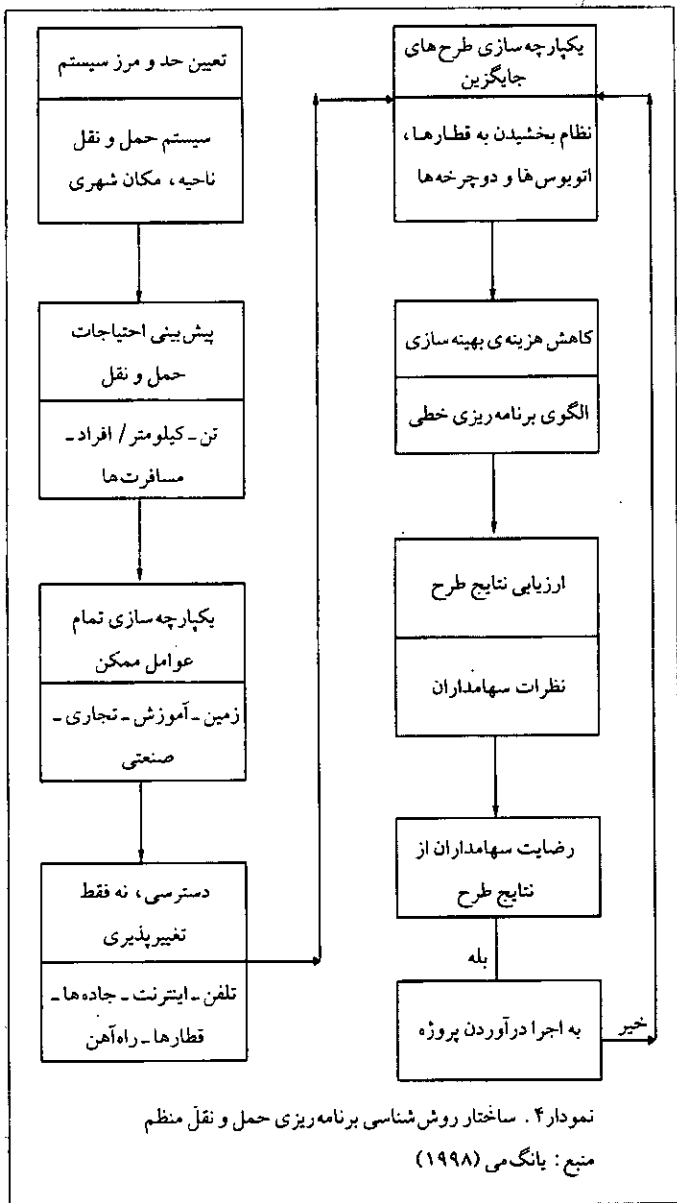 تعیین حد و مرز سیستم
سیستم حمل و نقل
ناحیه، مکان شهری
پیش‌بینی احتیاجات
حمل و نقل
تن - کیلومتر / افراد -
مسافرت‌ها
یکپارچه‌سازی تمام
عوامل ممکن
زمین - آموزش - تجاری -
صنعتی
دسترسی، نه فقط
تغییرپذیری
تلفن - اینترنت - جاده‌ها -
قطارها - راه‌آهن
یکپارچه‌سازی طرح‌های
جایگزین
نظام بخشیدن به قطارها،
اتوبوس‌ها و دوچرخه‌ها
کاهش هزینه‌ی بهینه‌سازی
الگوی برنامه‌ریزی خطی
ارزیابی نتایج طرح
نظرات سهامداران
رضایت سهامداران از
نتایج طرح
بله
به اجرا درآوردن پروژه
خیر
نمودار۴. ساختار روش‌شناسی برنامه‌ریزی حمل و نقل منظم
منبع: یانگ‌می (۱۹۹۸)